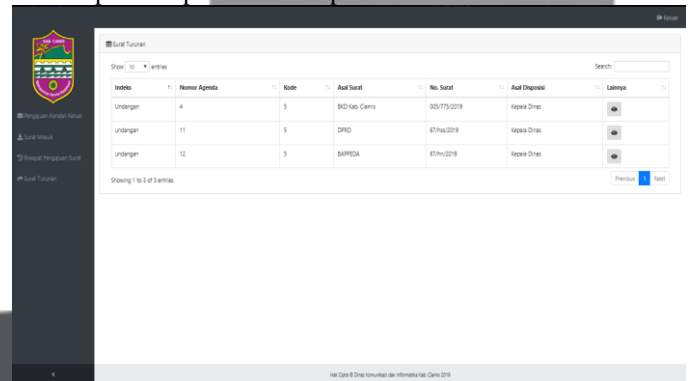 Keluar
KAB. CIAMIS
Surat Turunan
Show 10 entries
Search:
Indeks Nomor Agenda Kode Asal Surat No. Surat Asal Disposisi Lainnya
Undangan 4 5 BKD Kab. Ciamis 005/775/2019 Kepala Dinas
undangan 11 5 DPRD 67/hss/2019 Kepala Dinas
undangan 12 5 BAPPEDA 87/hn/2019 Kepala Dinas
Showing 1 to 3 of 3 entries
Previous 1 Next
Pengajuan Kendali Keluar
Surat Masuk
Riwayat Pengajuan Surat
Surat Turunan
Hak Cipta © Dinas Komunikasi dan Informatika Kab. Ciamis 2019